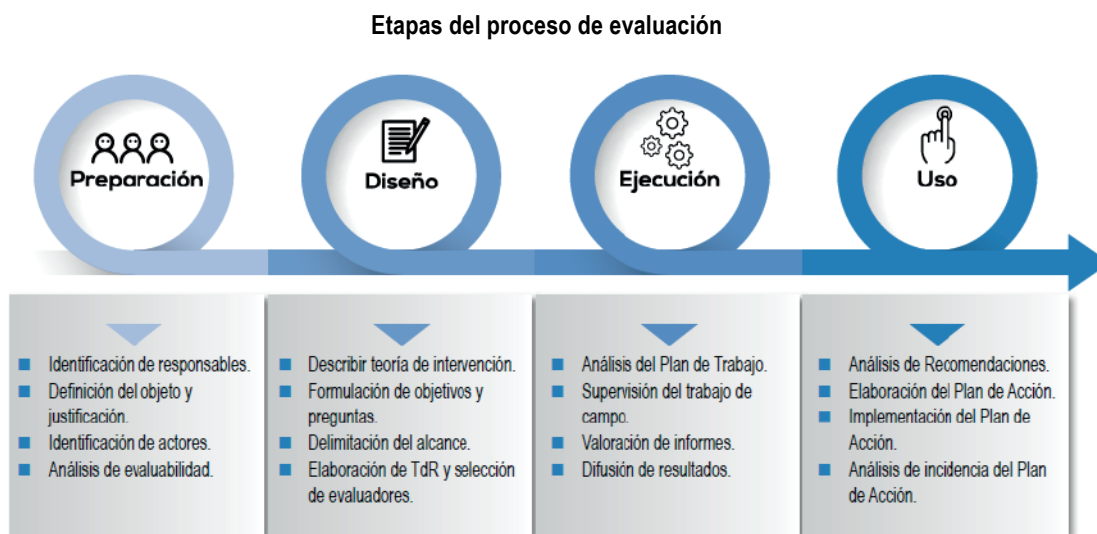 Etapas del proceso de evaluación
Preparación
Diseño
Ejecución
Uso
Identificación de responsables.
Definición del objeto y
justificación.
Identificación de actores.
Análisis de evaluabilidad.
Describir teoría de intervención.
Formulación de objetivos y
preguntas.
Delimitación del alcance.
Elaboración de TdR y selección
de evaluadores.
Análisis del Plan de Trabajo.
Supervisión del trabajo de
campo.
Valoración de informes.
Difusión de resultados.
Análisis de Recomendaciones.
Elaboración del Plan de Acción.
Implementación del Plan de
Acción.
Análisis de incidencia del Plan
de Acción.